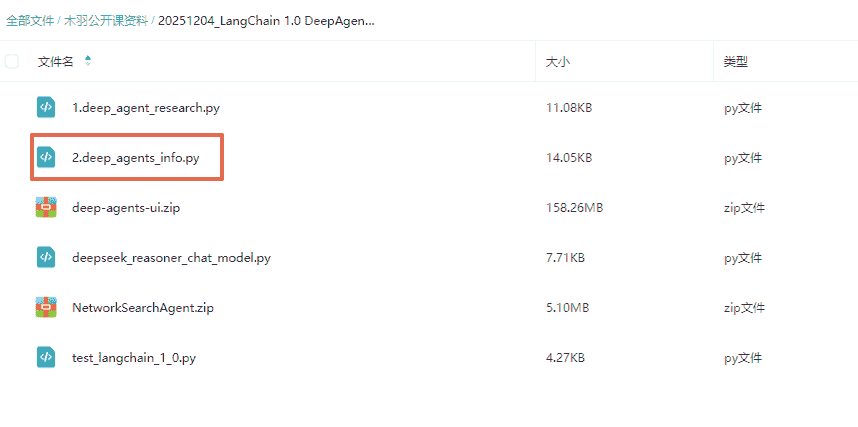 全部文件 / 木羽公开课资料 / 20251204_LangChain 1.0 DeepAgen...
文件名 大小 类型
1.deep_agent_research.py 11.08KB py文件
2.deep_agents_info.py 14.05KB py文件
deep-agents-ui.zip 158.26MB zip文件
deepseek_reasoner_chat_model.py 7.71KB py文件
NetworkSearchAgent.zip 5.10MB zip文件
test_langchain_1_0.py 4.27KB py文件